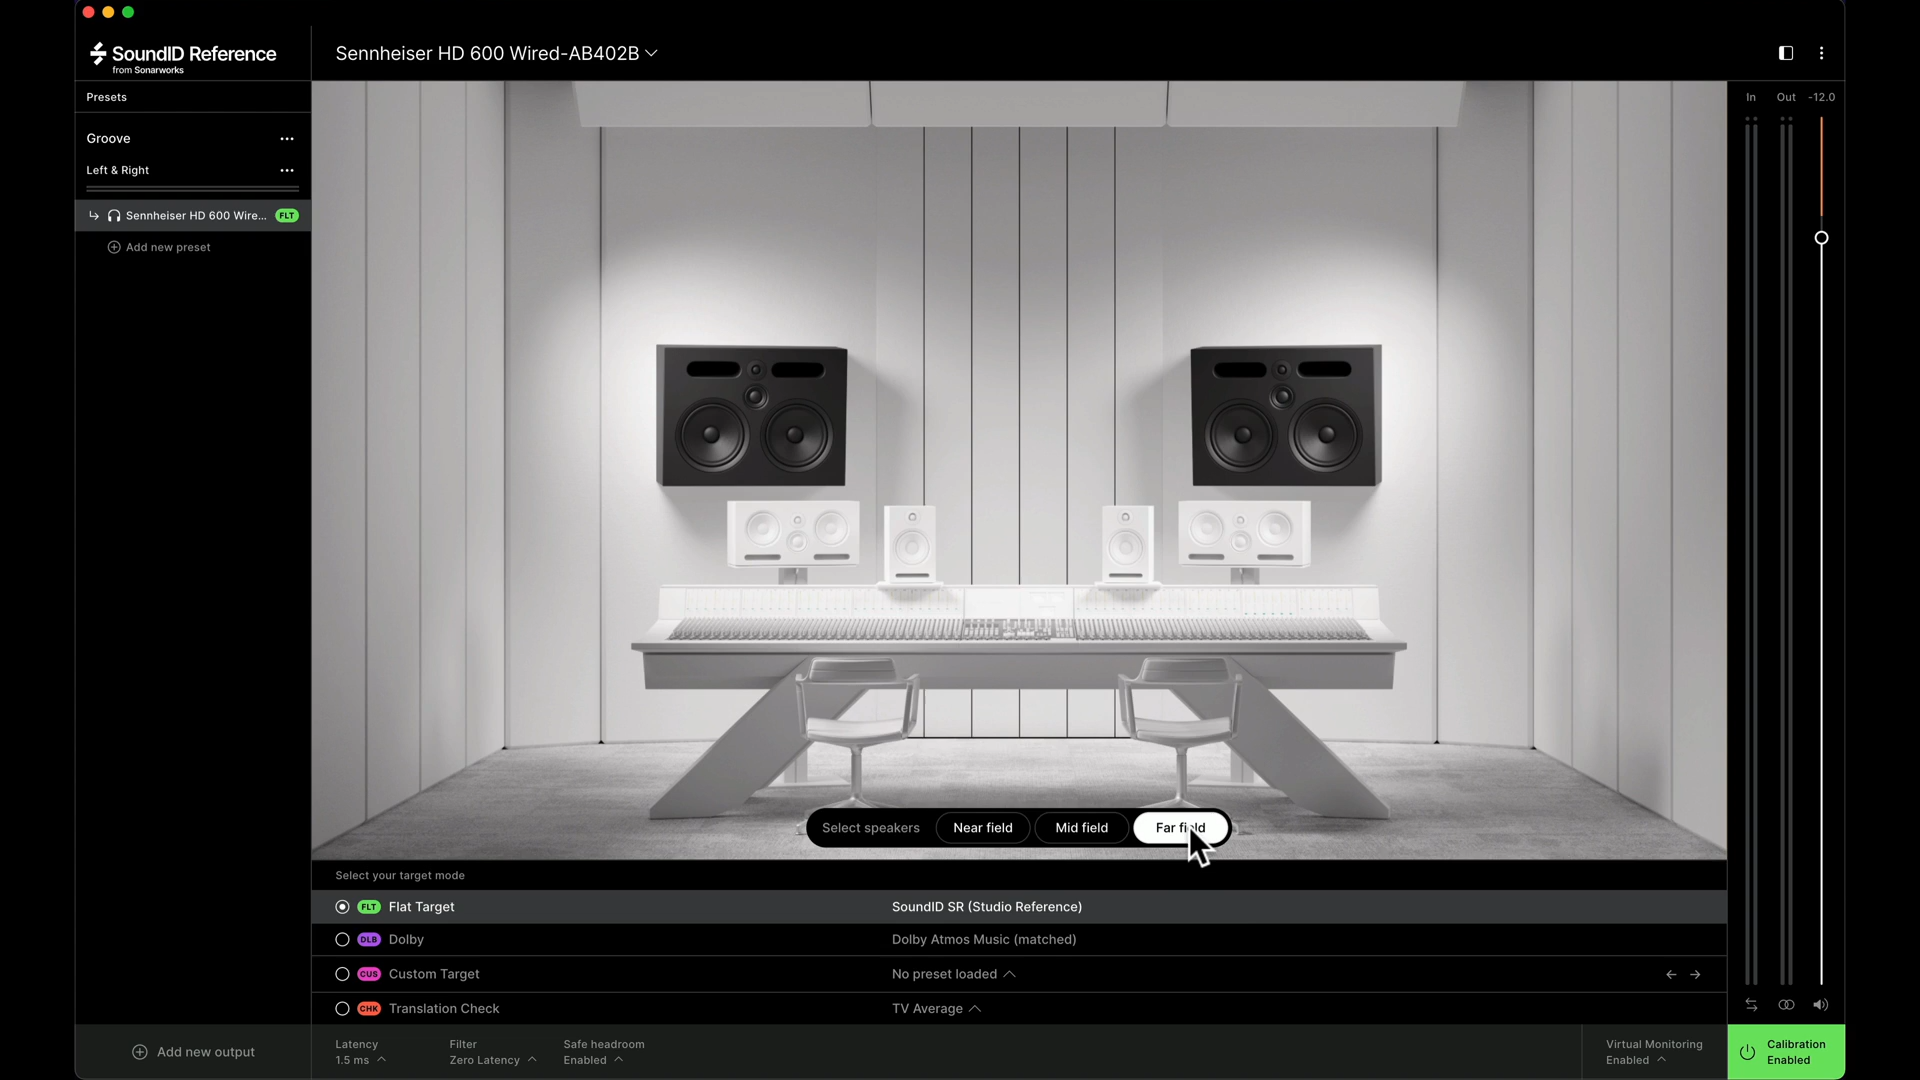 SoundID Reference
from Sonarworks
Sennheiser HD 600 Wired-AB402B
Presets
Groove
Left & Right
Sennheiser HD 600 Wire... FLT
Add new preset
In Out -12.0
Select speakers Near field Mid field Far field
Select your target mode
FLT Flat Target SoundID SR (Studio Reference)
DLB Dolby Dolby Atmos Music (matched)
CUS Custom Target No preset loaded
CHK Translation Check TV Average
Add new output
Latency
1.5 ms
Filter
Zero Latency
Safe headroom
Enabled
Virtual Monitoring
Enabled
Calibration
Enabled